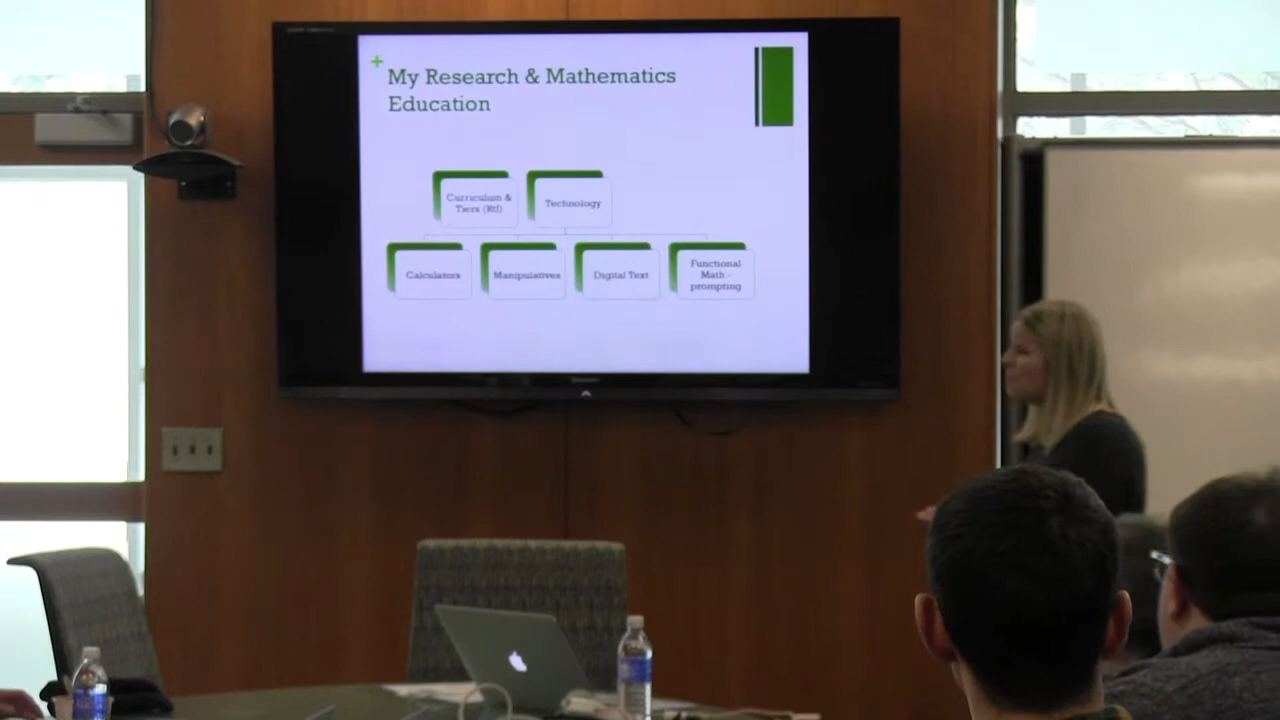 +
My Research & Mathematics
Education
Curriculum &
Tiers (RtI)
Technology
Calculators
Manipulatives
Digital Text
Functional
Math -
prompting